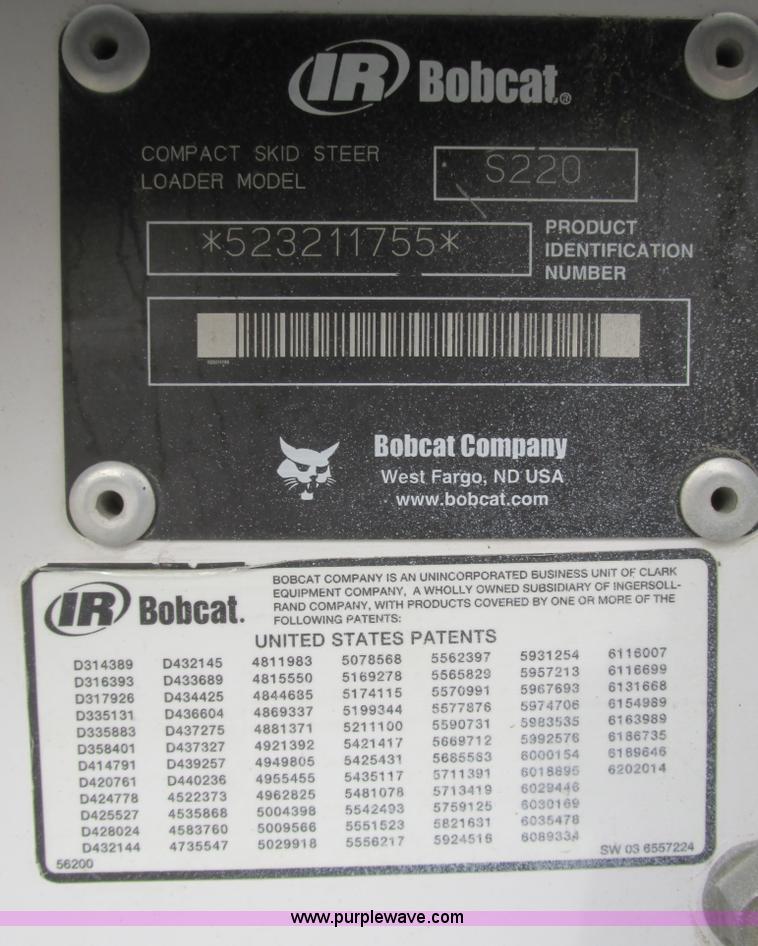 IR Bobcat®
COMPACT SKID STEER
LOADER MODEL
S220
*523211755*
PRODUCT
IDENTIFICATION
NUMBER
Bobcat Company
West Fargo, ND USA
www.bobcat.com
IR Bobcat.
BOBCAT COMPANY IS AN UNINCORPORATED BUSINESS UNIT OF CLARK
EQUIPMENT COMPANY, A WHOLLY OWNED SUBSIDIARY OF INGERSOLL-
RAND COMPANY, WITH PRODUCTS COVERED BY ONE OR MORE OF THE
FOLLOWING PATENTS:
UNITED STATES PATENTS
D314389 D432145 4811983 5078568 5562397 5931254 6116007
D316393 D433689 4815550 5169278 5565829 5957213 6116699
D317926 D434425 4844685 5174115 5570991 5967693 6131668
D335131 D436604 4869337 5199344 5577876 5974706 6154989
D335883 D437275 4881371 5211100 5590731 5983535 6163989
D358401 D437327 4921392 5421417 5669712 5992576 6186735
D414791 D439257 4949805 5425431 5685563 6000154 6189646
D420761 D440236 4955455 5435117 5711391 6018895 6202014
D424778 4522373 4962825 5481078 5713419 6029446
D425527 4535868 5004398 5542493 5759125 6030169
D428024 4583760 5009566 5551523 5821631 6035478
D432144 4735547 5029918 5556217 5924516 6089334
56200
SW 03 6557224
www.purplewave.com